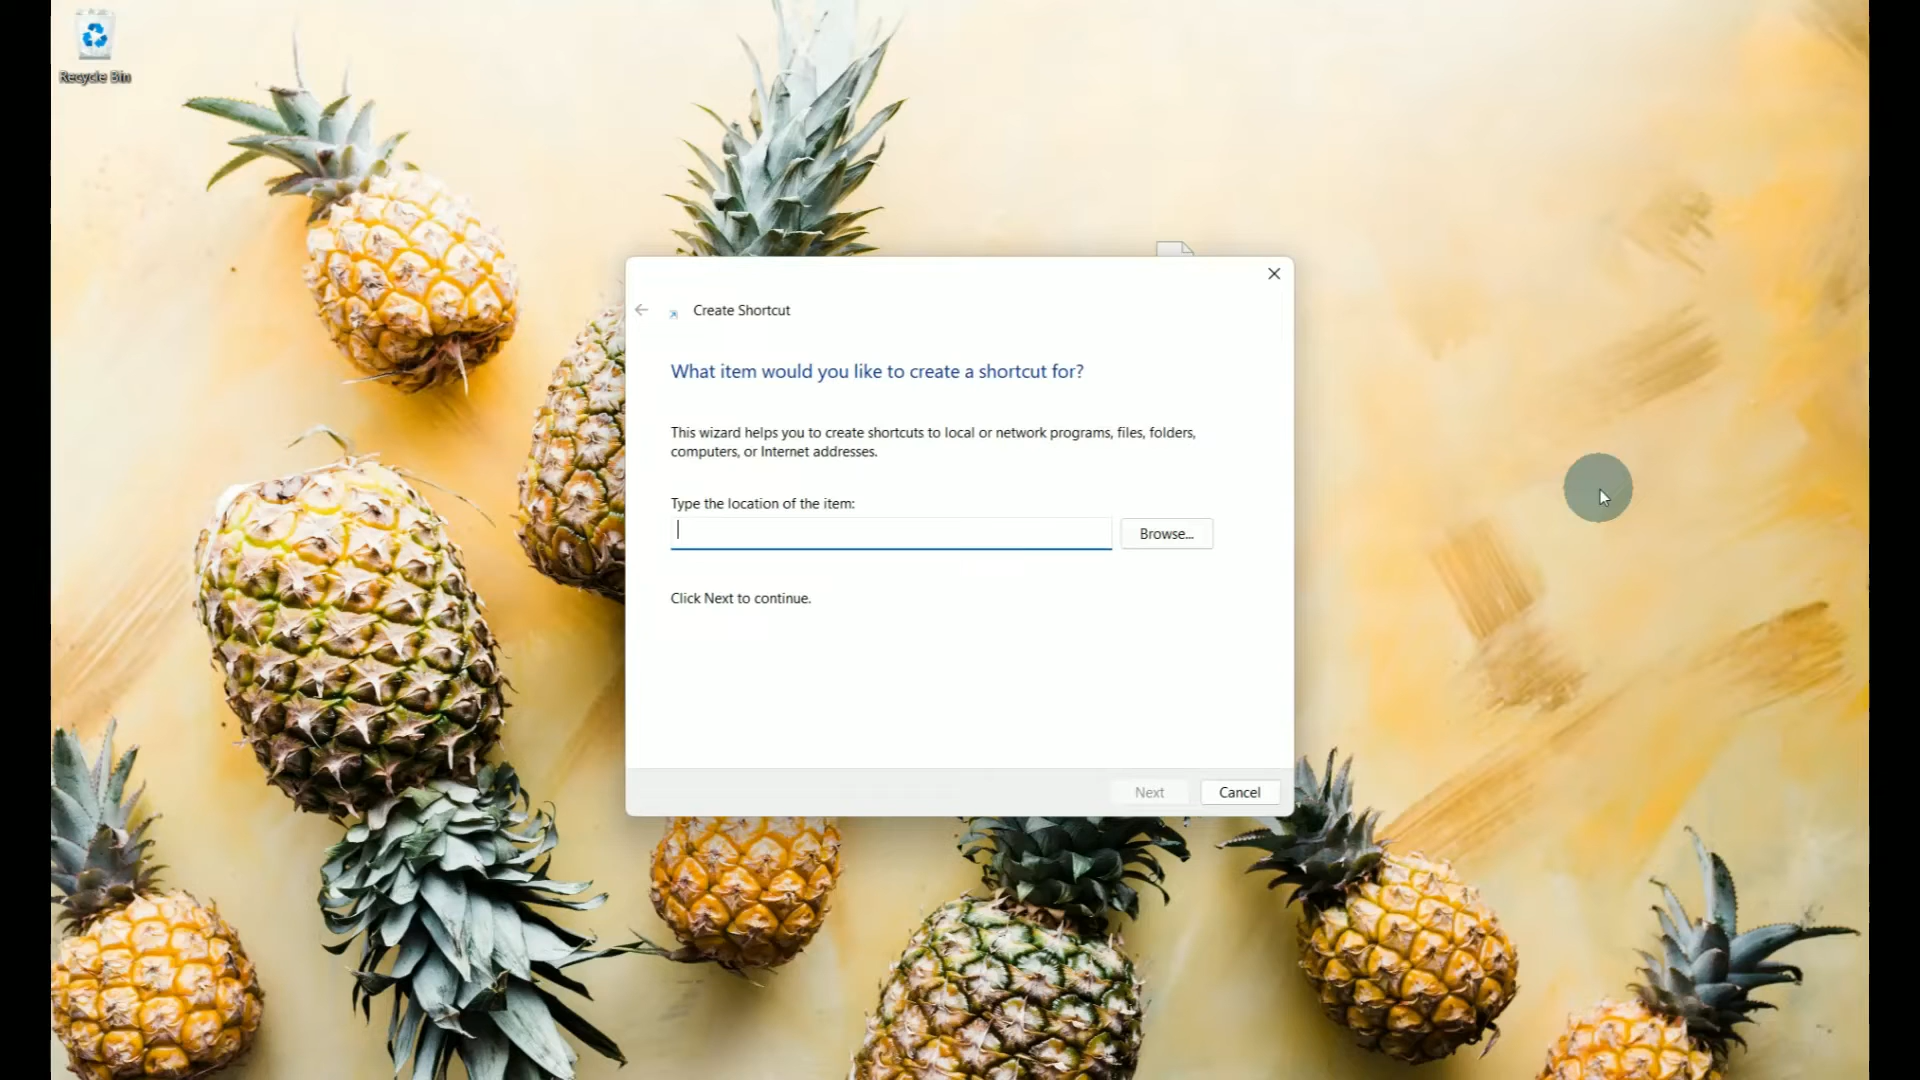 Recycle Bin
Create Shortcut
What item would you like to create a shortcut for?
This wizard helps you to create shortcuts to local or network programs, files, folders,
computers, or Internet addresses.
Type the location of the item:
Browse...
Click Next to continue.
Next
Cancel